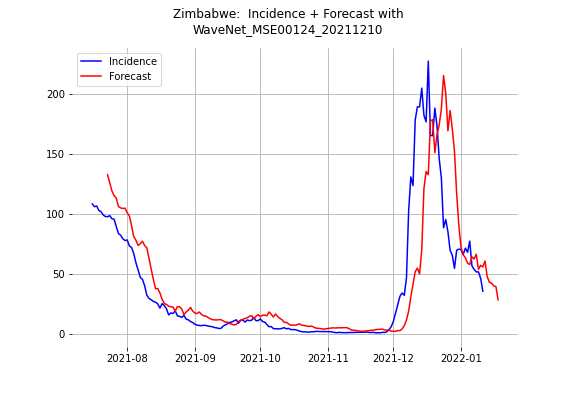 Zimbabwe:  Incidence + Forecast with
WaveNet_MSE00124_20211210
Incidence
Forecast
200
150
100
50
0
2021-08
2021-09
2021-10
2021-11
2021-12
2022-01